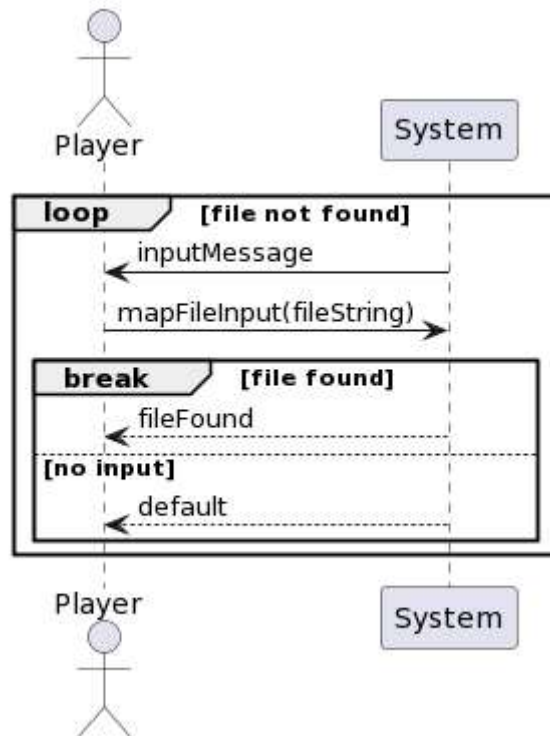 Player
System
loop [file not found]
inputMessage
mapFileInput(fileString)
break [file found]
fileFound
[no input]
default
Player
System